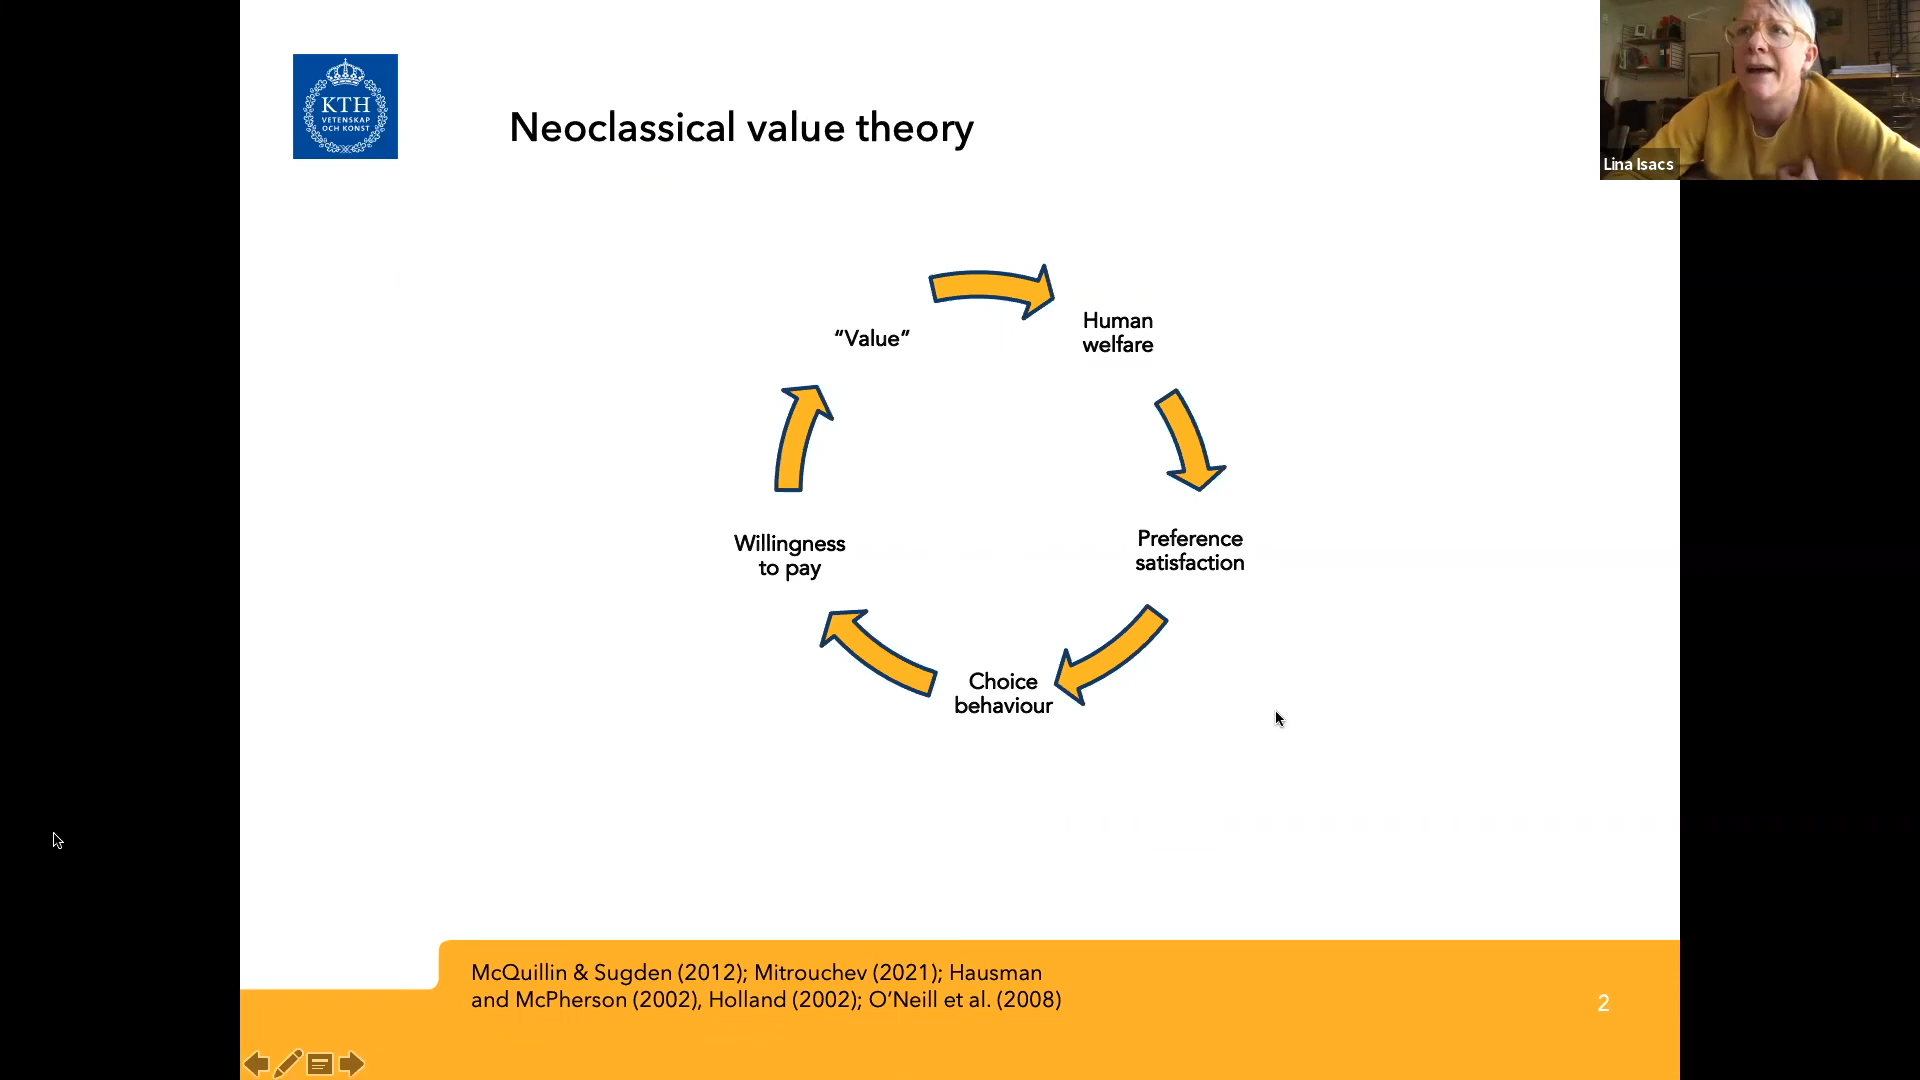 KTH
VETENSKAP
OCH KONST
Neoclassical value theory
Lina Isacs
“Value”
Human
welfare
Preference
satisfaction
Choice
behaviour
Willingness
to pay
McQuillin & Sugden (2012); Mitrouchev (2021); Hausman
and McPherson (2002), Holland (2002); O’Neill et al. (2008)
2